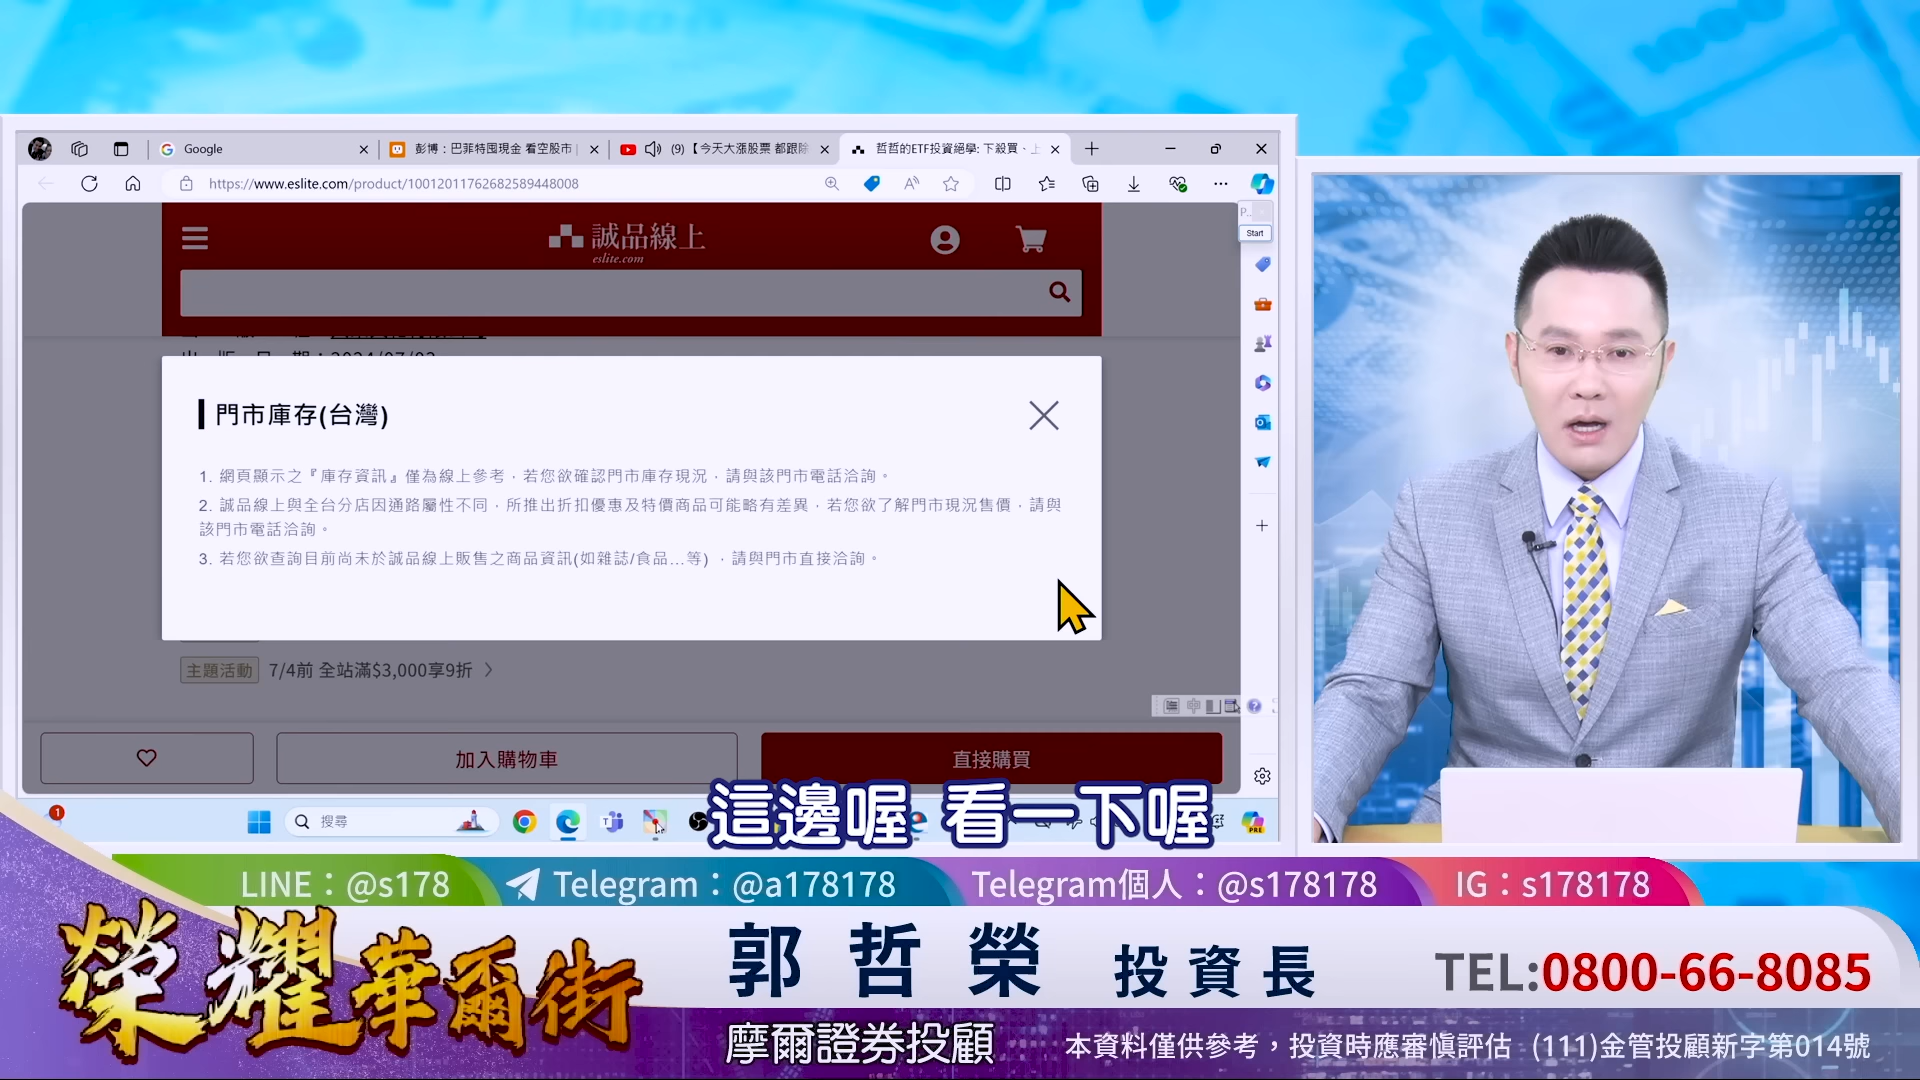 Google
彭博：巴菲特囤現金 看空股市
(9)【今天大漲股票 都跟除
哲哲的ETF投資絕學: 下殺買、上
https://www.eslite.com/product/10012011762682589448008
Start
誠品線上
eslite.com
門市庫存(台灣)
1. 網頁顯示之『庫存資訊』僅為線上參考，若您欲確認門市庫存現況，請與該門市電話洽詢。
2. 誠品線上與全台分店因通路屬性不同，所推出折扣優惠及特價商品可能略有差異，若您欲了解門市現況售價，請與
該門市電話洽詢。
3. 若您欲查詢目前尚未於誠品線上販售之商品資訊(如雜誌/食品...等) ，請與門市直接洽詢。
主題活動 7/4前 全站滿$3,000享9折
加入購物車
直接購買
1
搜尋
這邊喔 看一下喔
LINE：@s178
Telegram：@a178178
Telegram個人：@s178178
IG：s178178
榮耀華爾街
郭哲榮 投資長
TEL:0800-66-8085
摩爾證券投顧
本資料僅供參考，投資時應審慎評估 (111)金管投顧新字第014號